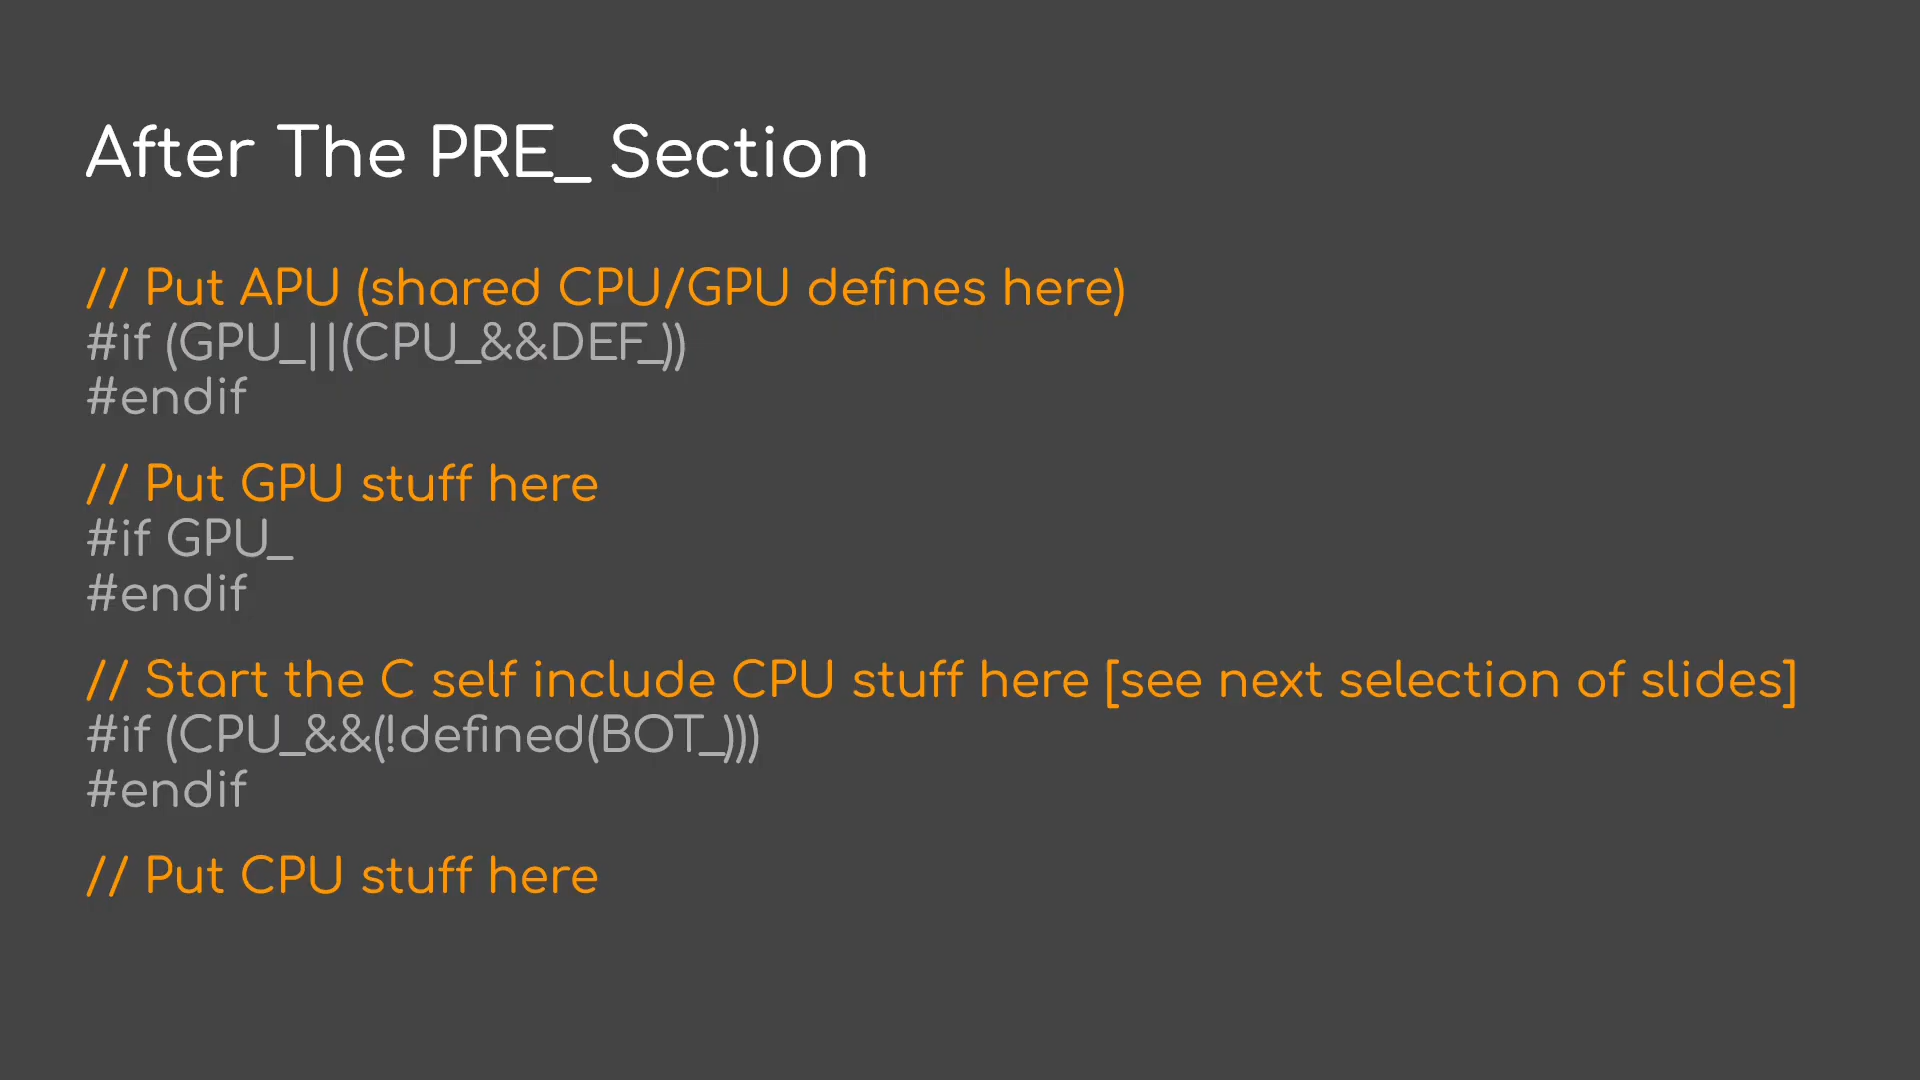 After The PRE_ Section
// Put APU (shared CPU/GPU defines here)
#if (GPU_||(CPU_&&DEF_))
#endif
// Put GPU stuff here
#if GPU_
#endif
// Start the C self include CPU stuff here [see next selection of slides]
#if (CPU_&&(!defined(BOT_)))
#endif
// Put CPU stuff here